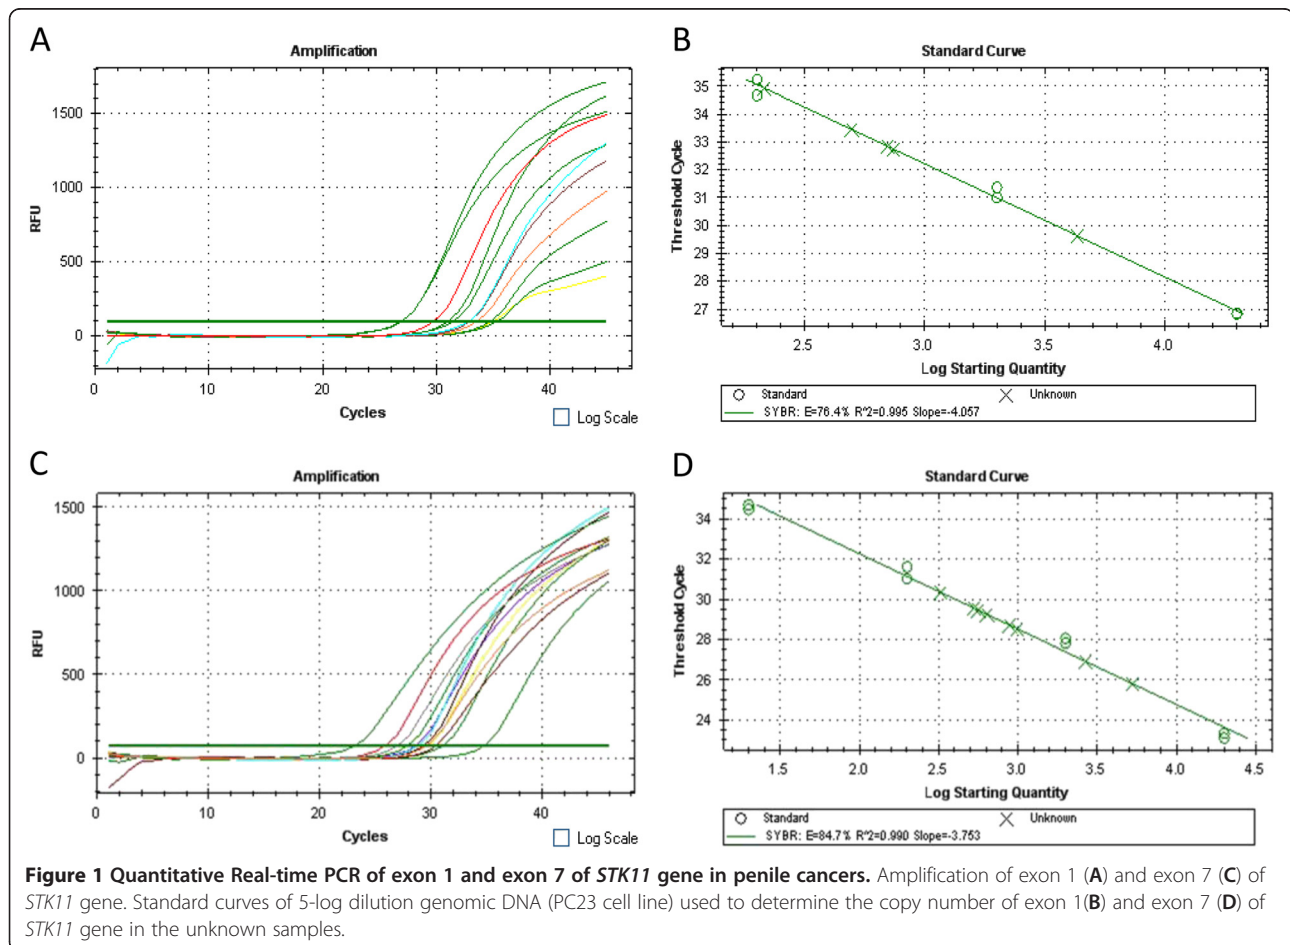 A
Amplification
1500
1000
500
0
RFU
0
10
20
30
40
Cycles
Log Scale
B
Standard Curve
35
34
33
32
31
30
29
28
27
Threshold Cycle
2.5
3.0
3.5
4.0
Log Starting Quantity
Standard
Unknown
SYBR: E=76.4% R^2=0.995 Slope=-4.057
C
Amplification
1500
1000
500
0
RFU
0
10
20
30
40
Cycles
Log Scale
D
Standard Curve
34
32
30
28
26
24
Threshold Cycle
1.5
2.0
2.5
3.0
3.5
4.0
4.5
Log Starting Quantity
Standard
Unknown
SYBR: E=84.7% R^2=0.990 Slope=-3.753
Figure 1 Quantitative Real-time PCR of exon 1 and exon 7 of STK11 gene in penile cancers. Amplification of exon 1 (A) and exon 7 (C) of
STK11 gene. Standard curves of 5-log dilution genomic DNA (PC23 cell line) used to determine the copy number of exon 1(B) and exon 7 (D) of
STK11 gene in the unknown samples.